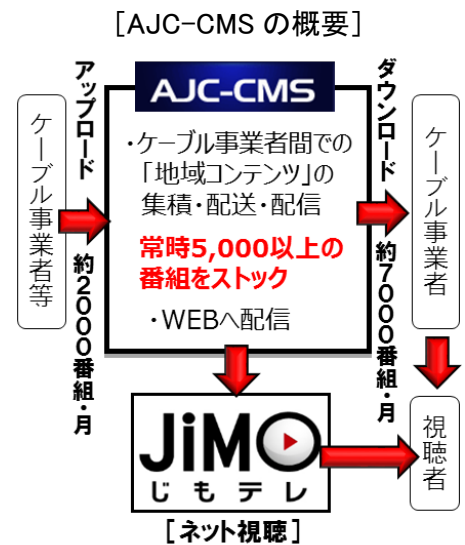 [AJC-CMS の概要]
アップロード 約2000番組・月
ケーブル事業者等
AJC-CMS
・ケーブル事業者間での
「地域コンテンツ」の
集積・配送・配信
常時5,000以上の
番組をストック
・WEBへ配信
ダウンロード 約7000番組・月
ケーブル事業者
視聴者
JiMO
じもテレ
[ネット視聴]